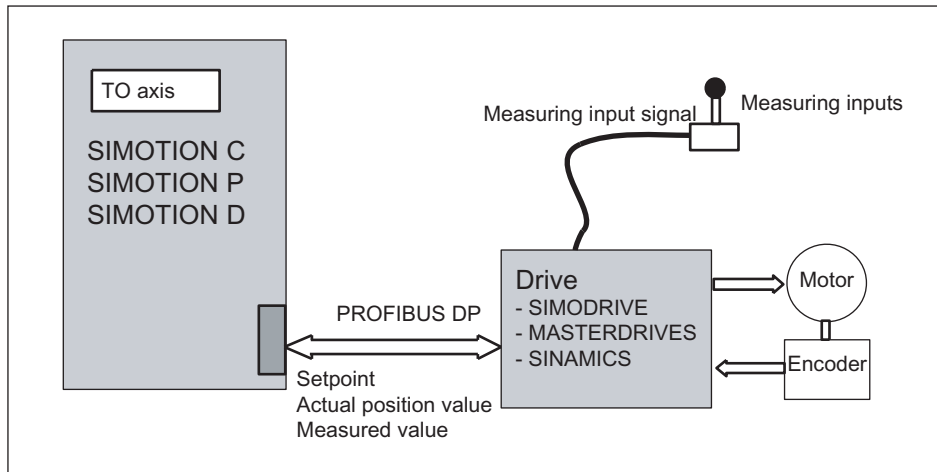 TO axis
SIMOTION C
SIMOTION P
SIMOTION D
Measuring input signal
Measuring inputs
PROFIBUS DP
Setpoint
Actual position value
Measured value
Drive
- SIMODRIVE
- MASTERDRIVES
- SINAMICS
Motor
Encoder